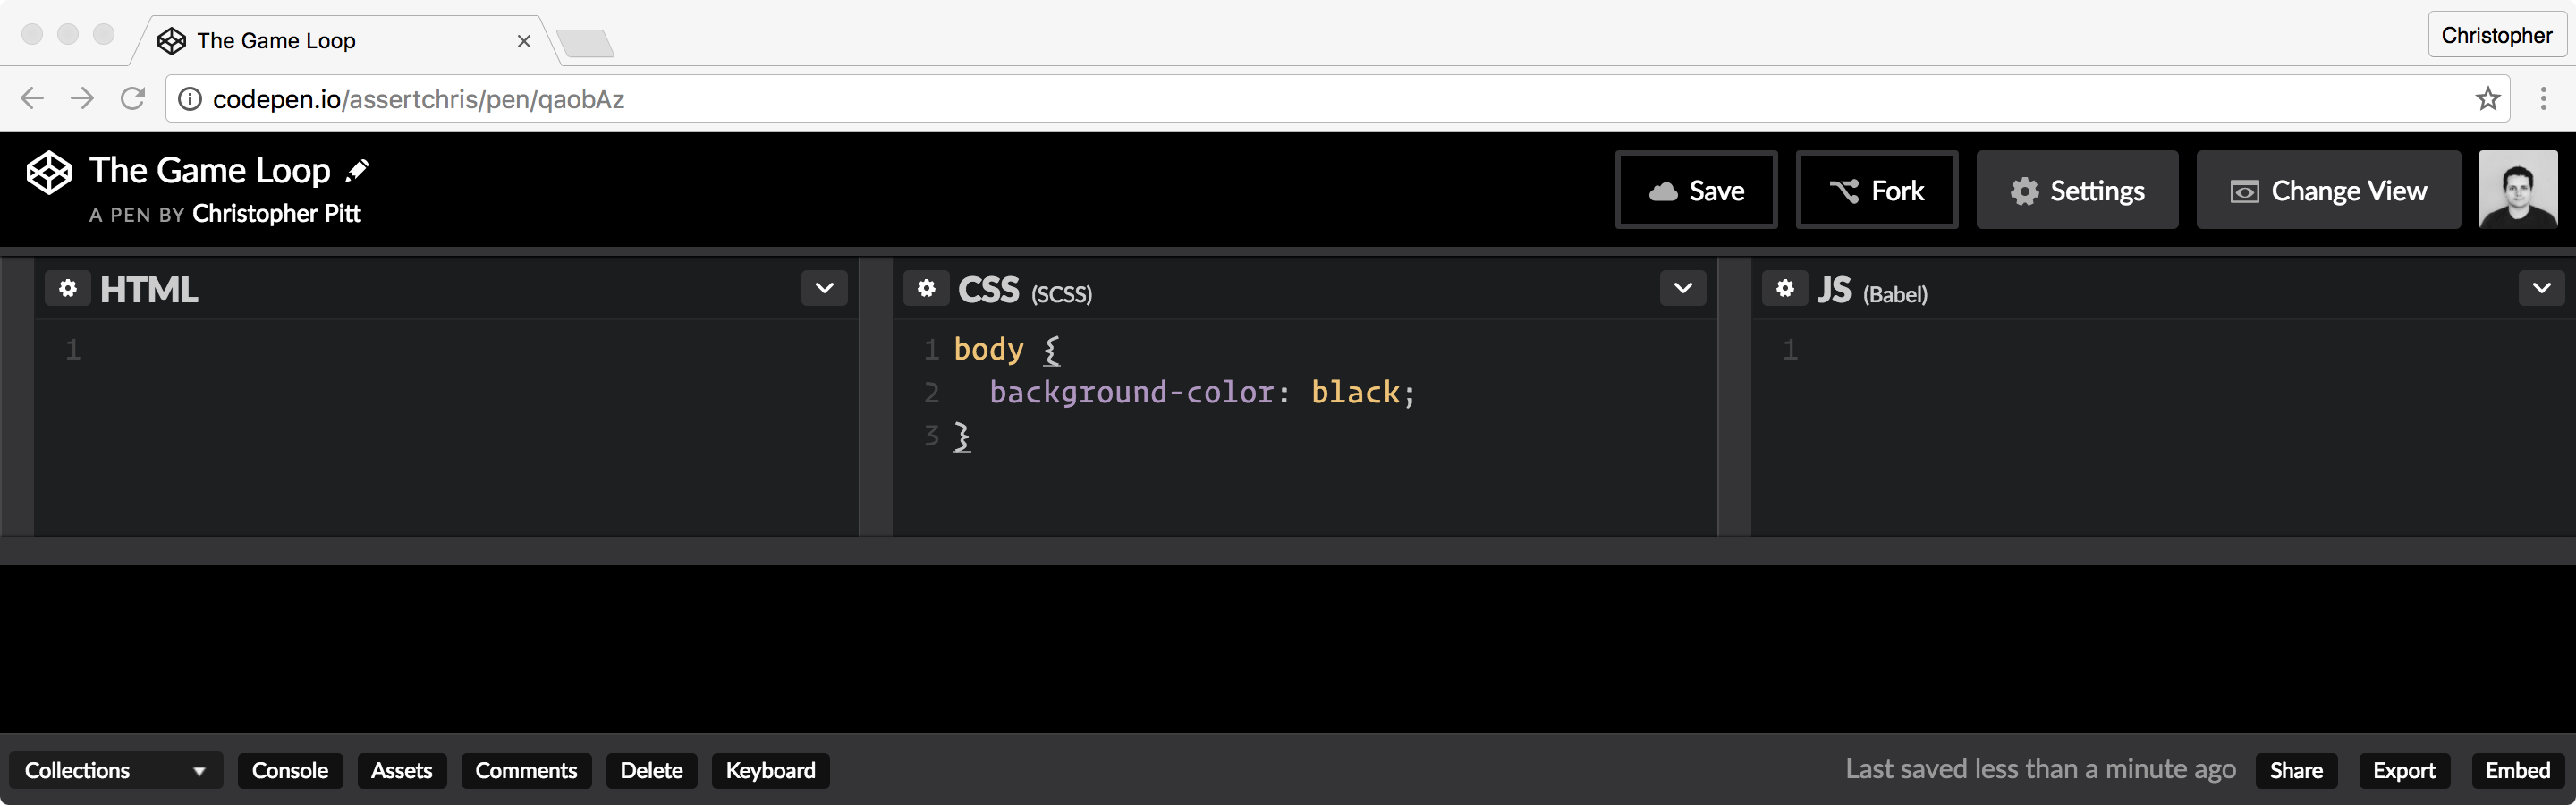 The Game Loop
Christopher
codepen.io/assertchris/pen/qaobAz
The Game Loop
A PEN BY Christopher Pitt
Save
Fork
Settings
Change View
HTML
1
CSS (SCSS)
1 body {
2 background-color: black;
3 }
JS (Babel)
1
Collections
Console
Assets
Comments
Delete
Keyboard
Last saved less than a minute ago
Share
Export
Embed